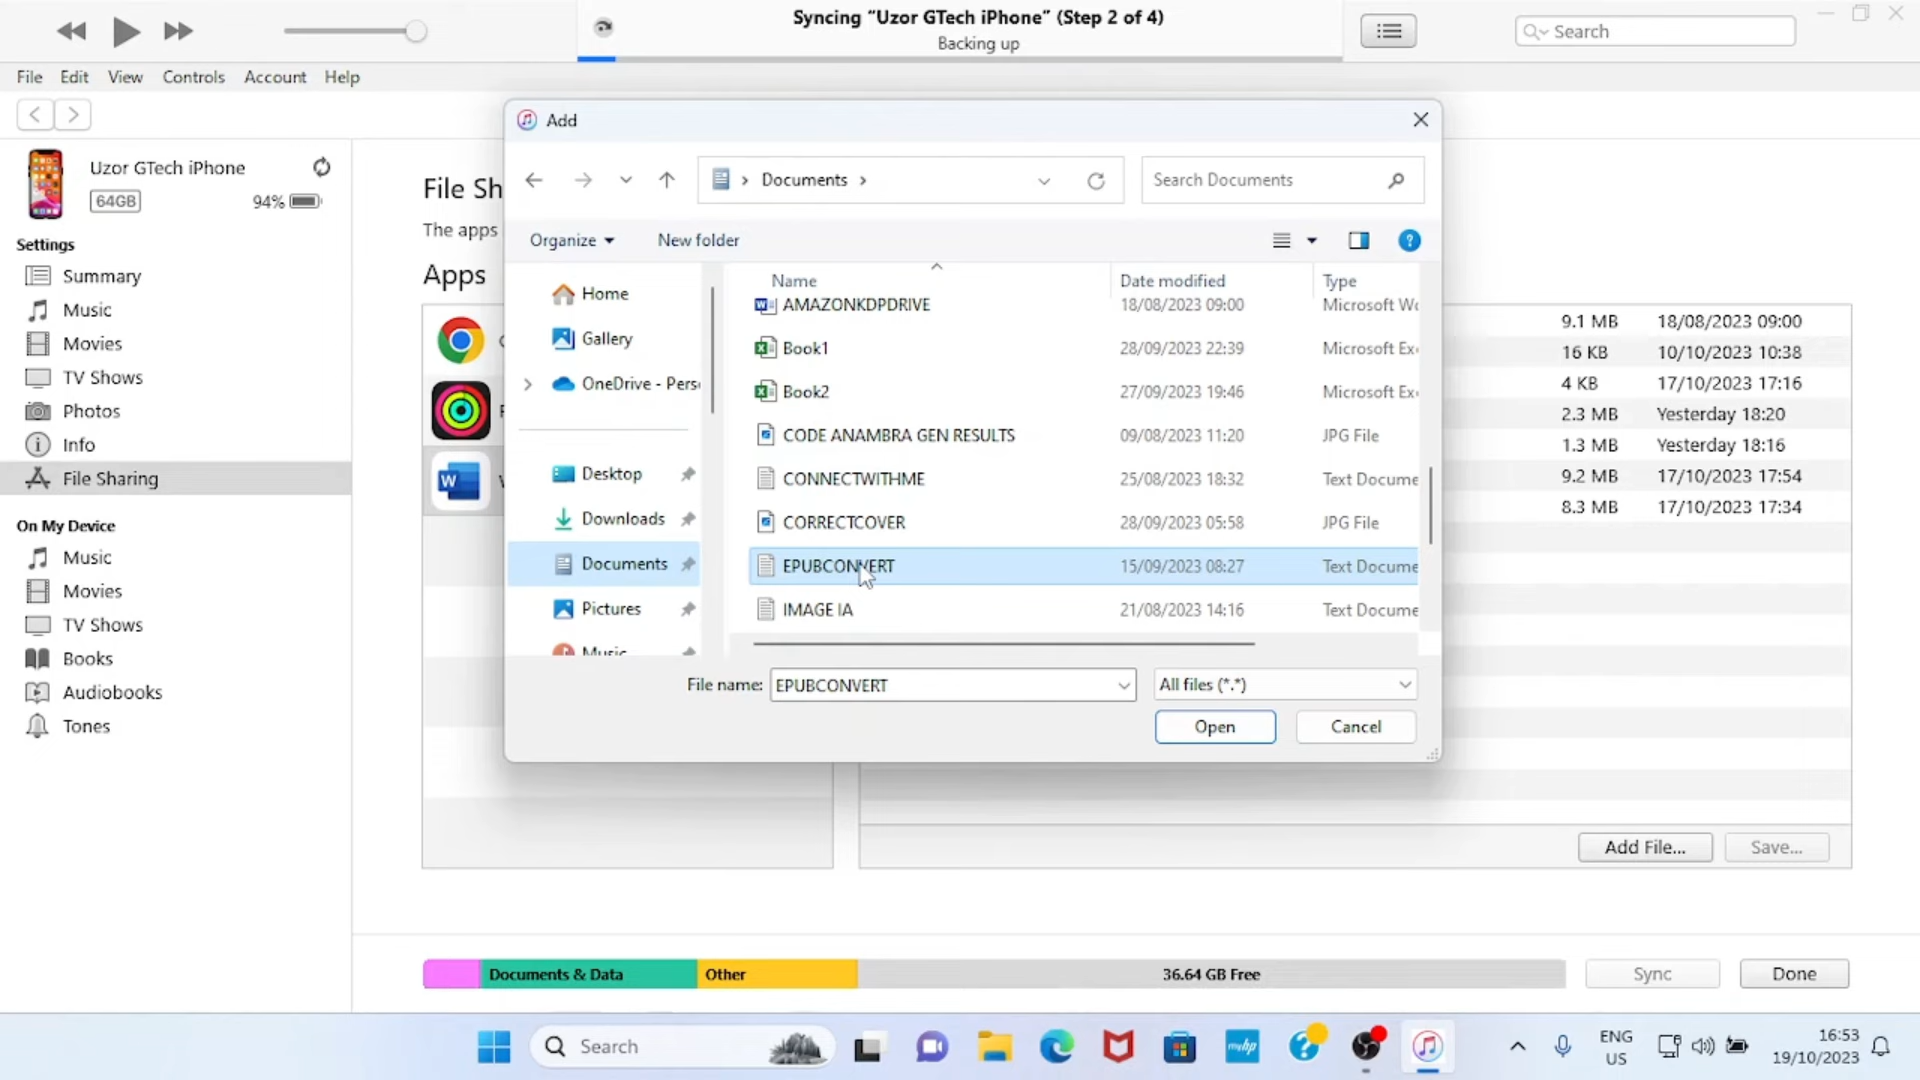 Syncing “Uzor GTech iPhone” (Step 2 of 4)
Backing up
Search
File Edit View Controls Account Help
Uzor GTech iPhone
64GB
94%
Settings
Summary
Music
Movies
TV Shows
Photos
Info
File Sharing
On My Device
Music
Movies
TV Shows
Books
Audiobooks
Tones
File Sh
The apps
Apps
Add
Documents
Search Documents
Organize
New folder
Home
Gallery
OneDrive - Pers
Desktop
Downloads
Documents
Pictures
Music
Name Date modified Type
AMAZONKDPDRIVE 18/08/2023 09:00 Microsoft Wo
Book1 28/09/2023 22:39 Microsoft Ex
Book2 27/09/2023 19:46 Microsoft Ex
CODE ANAMBRA GEN RESULTS 09/08/2023 11:20 JPG File
CONNECTWITHME 25/08/2023 18:32 Text Docume
CORRECTCOVER 28/09/2023 05:58 JPG File
EPUBCONVERT 15/09/2023 08:27 Text Docume
IMAGE IA 21/08/2023 14:16 Text Docume
File name: EPUBCONVERT
All files (*.*)
Open
Cancel
9.1 MB 18/08/2023 09:00
16 KB 10/10/2023 10:38
4 KB 17/10/2023 17:16
2.3 MB Yesterday 18:20
1.3 MB Yesterday 18:16
9.2 MB 17/10/2023 17:54
8.3 MB 17/10/2023 17:34
Add File...
Save...
Documents & Data
Other
36.64 GB Free
Sync
Done
Search
myhp
ENG
US
16:53
19/10/2023